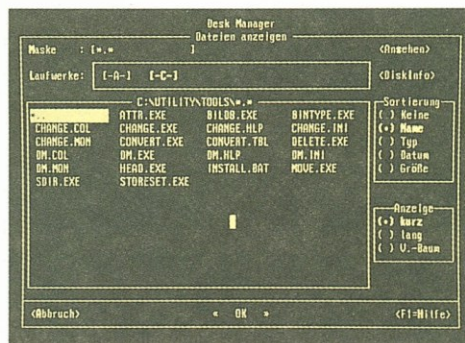 Desk Manager
Dateien anzeigen
Maske : [*.* ] <Ansehen>
Laufwerke: [-A-] [-C-] <DiskInfo>
C:\UTILITY\TOOLS\*.* Sortierung
.. ATTR.EXE BILDB.EXE BINTYPE.EXE ( ) Keine
CHANGE.COL CHANGE.EXE CHANGE.HLP CHANGE.INI (•) Name
CHANGE.MON CONVERT.EXE CONVERT.TBL DELETE.EXE ( ) Typ
DM.COL DM.EXE DM.HLP DM.INI ( ) Datum
DM.MON HEAD.EXE INSTALL.BAT MOVE.EXE ( ) Größe
SDIR.EXE STORESET.EXE
Anzeige
(•) kurz
( ) lang
( ) V.-Baum
<Abbruch> « OK » <F1=Hilfe>